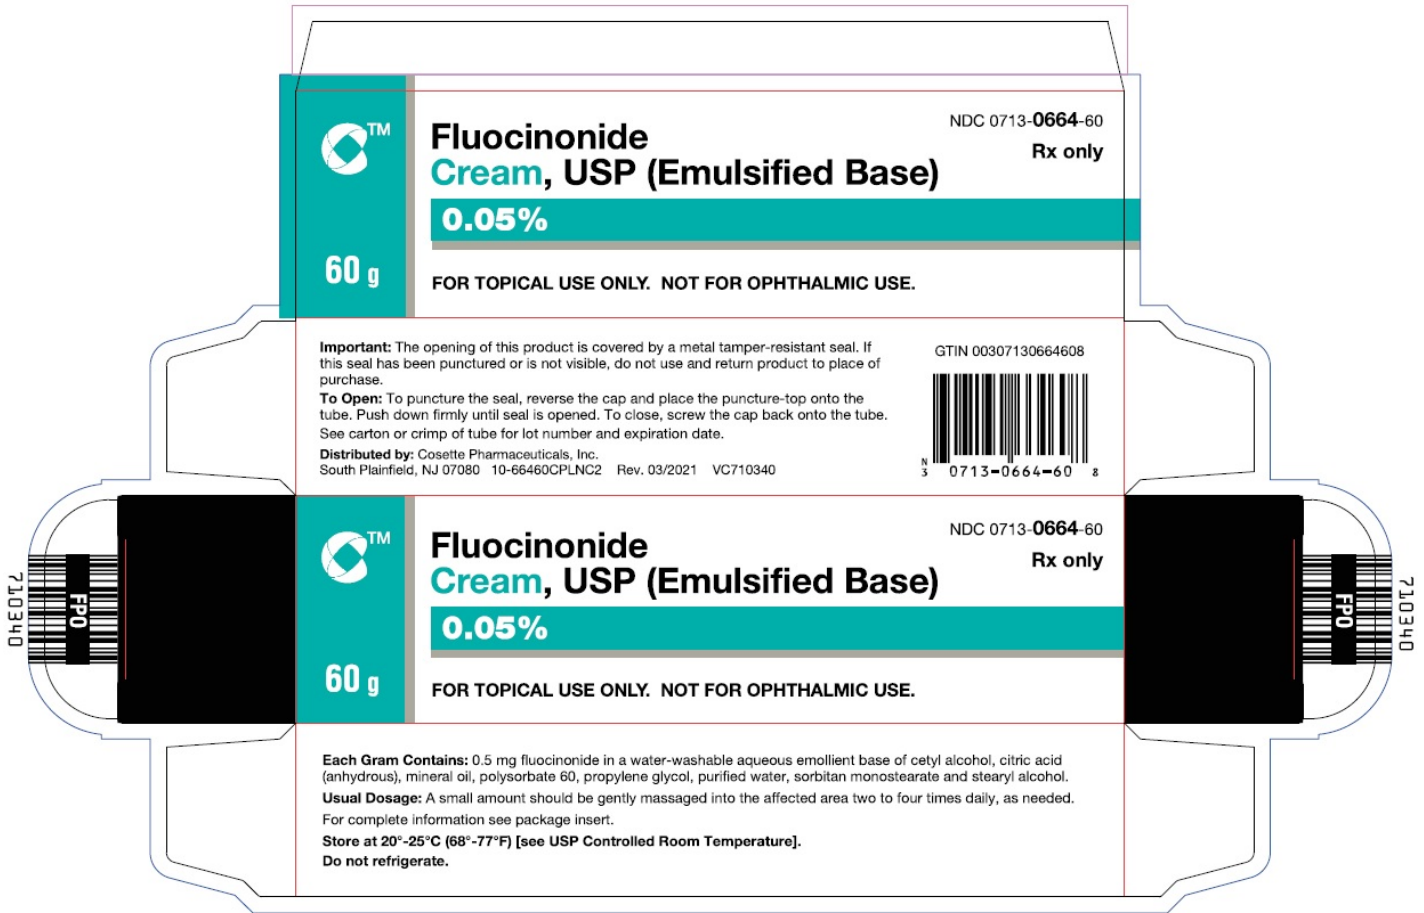 TM
Fluocinonide
Cream, USP (Emulsified Base)
NDC 0713-0664-60
Rx only
0.05%
60 g
FOR TOPICAL USE ONLY.  NOT FOR OPHTHALMIC USE.
Important: The opening of this product is covered by a metal tamper-resistant seal. If
this seal has been punctured or is not visible, do not use and return product to place of
purchase.
To Open: To puncture the seal, reverse the cap and place the puncture-top onto the
tube. Push down firmly until seal is opened. To close, screw the cap back onto the tube.
See carton or crimp of tube for lot number and expiration date.
Distributed by: Cosette Pharmaceuticals, Inc.
South Plainfield, NJ 07080   10-66460CPLNC2   Rev. 03/2021   VC710340
GTIN 00307130664608
N
3 0713-0664-60 8
710340
FPO
TM
Fluocinonide
Cream, USP (Emulsified Base)
NDC 0713-0664-60
Rx only
0.05%
60 g
FOR TOPICAL USE ONLY.  NOT FOR OPHTHALMIC USE.
FPO
710340
Each Gram Contains: 0.5 mg fluocinonide in a water-washable aqueous emollient base of cetyl alcohol, citric acid
(anhydrous), mineral oil, polysorbate 60, propylene glycol, purified water, sorbitan monostearate and stearyl alcohol.
Usual Dosage: A small amount should be gently massaged into the affected area two to four times daily, as needed.
For complete information see package insert.
Store at 20°-25°C (68°-77°F) [see USP Controlled Room Temperature].
Do not refrigerate.